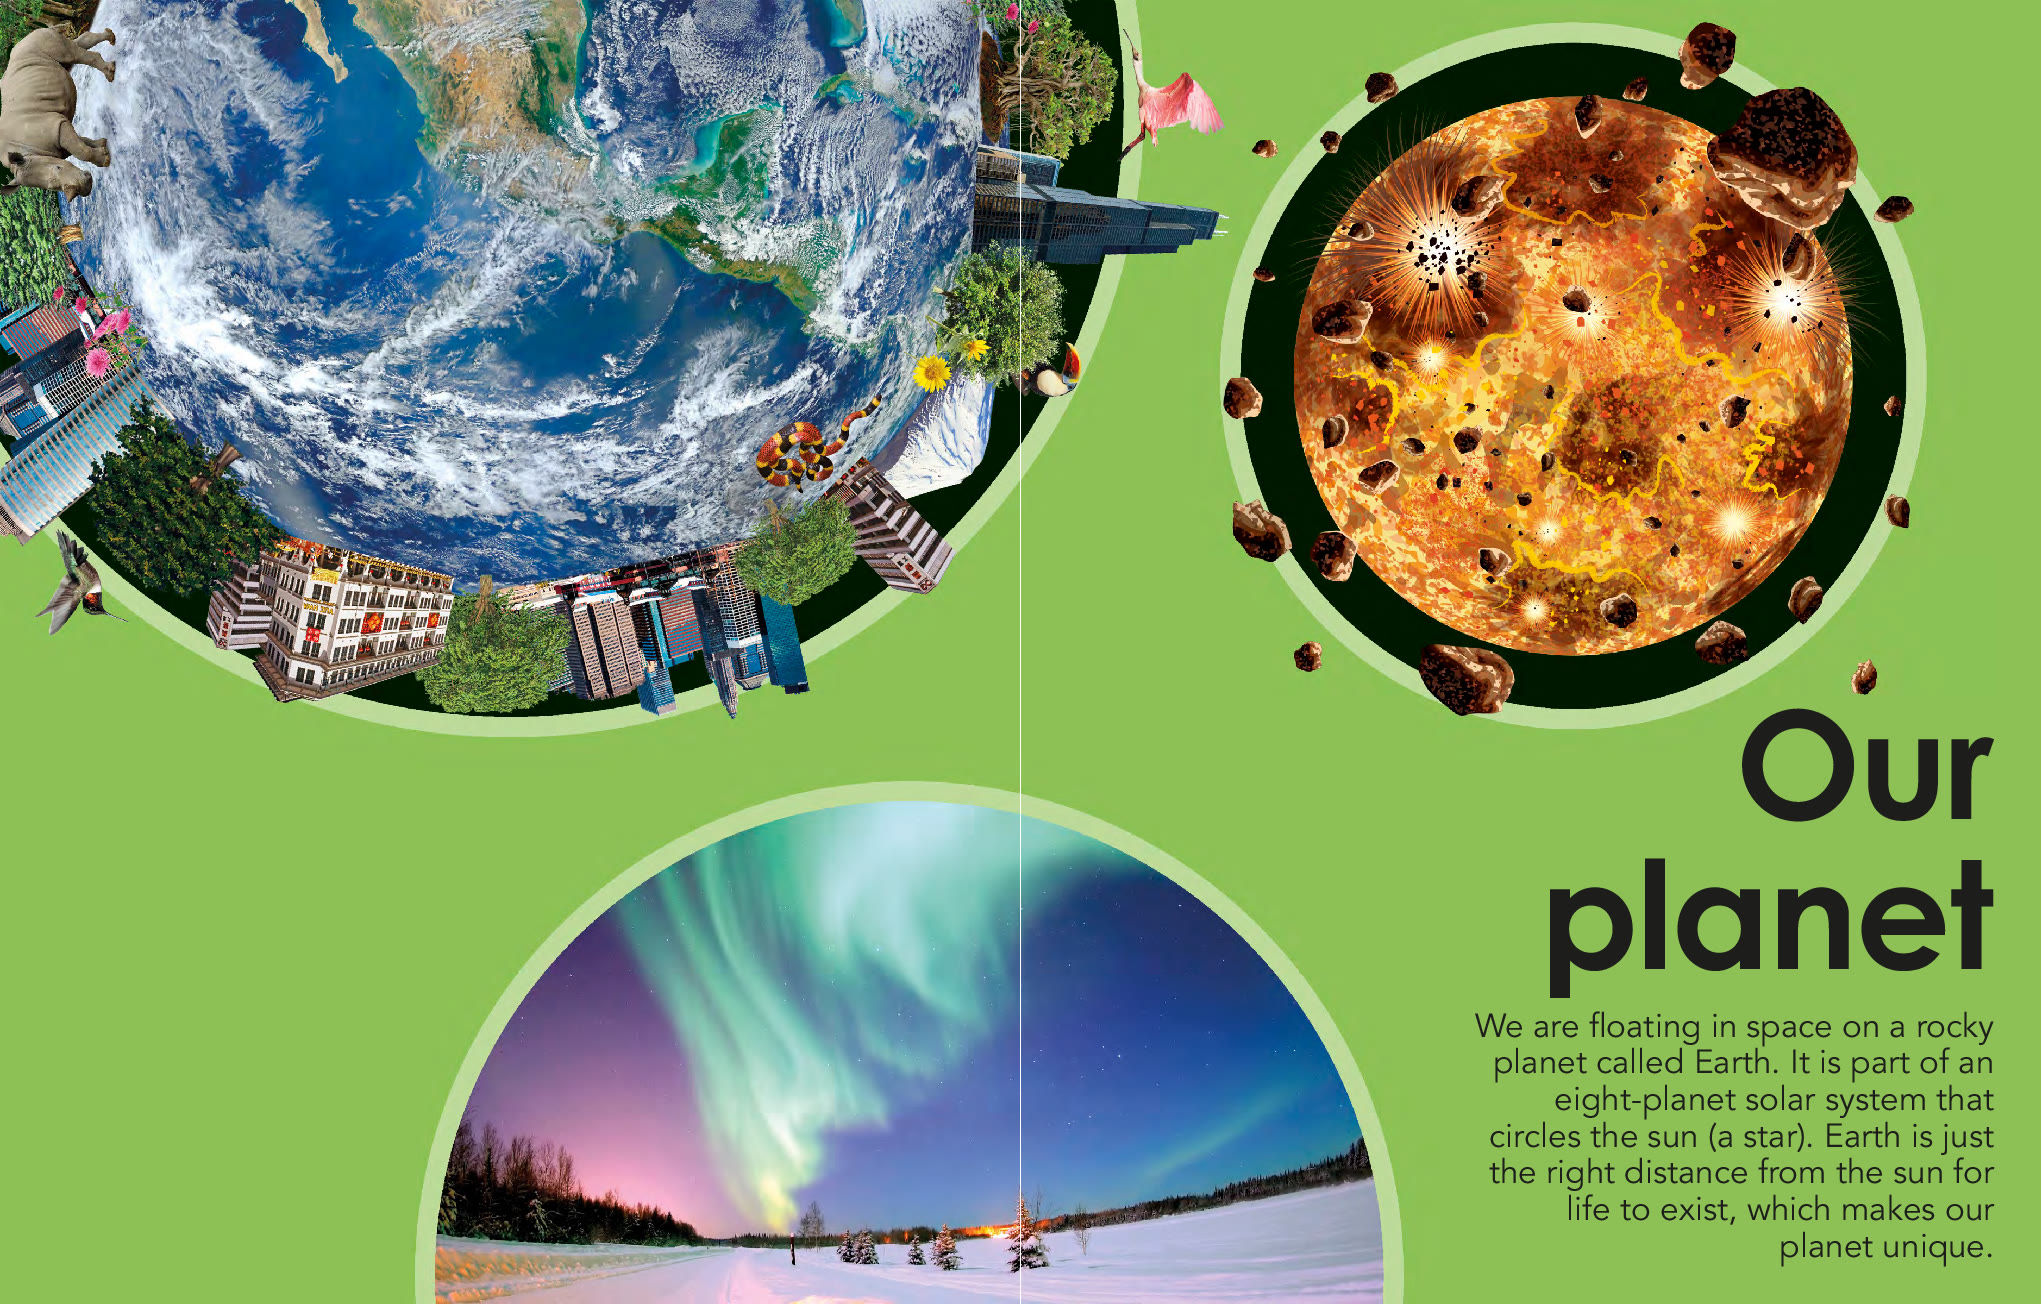 Our
planet
We are floating in space on a rocky
planet called Earth. It is part of an
eight-planet solar system that
circles the sun (a star). Earth is just
the right distance from the sun for
life to exist, which makes our
planet unique.